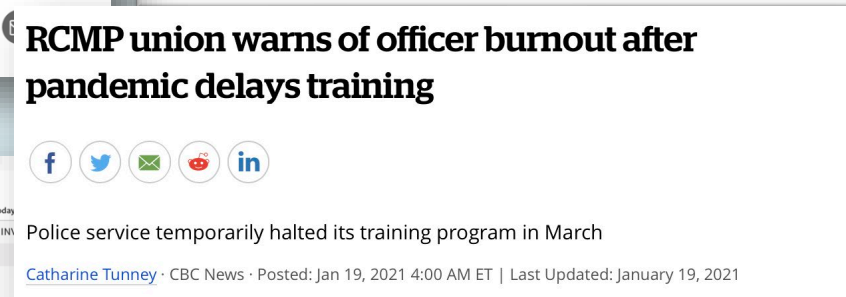 RCMP union warns of officer burnout after
pandemic delays training
f
in
Police service temporarily halted its training program in March
Catharine Tunney · CBC News · Posted: Jan 19, 2021 4:00 AM ET | Last Updated: January 19, 2021